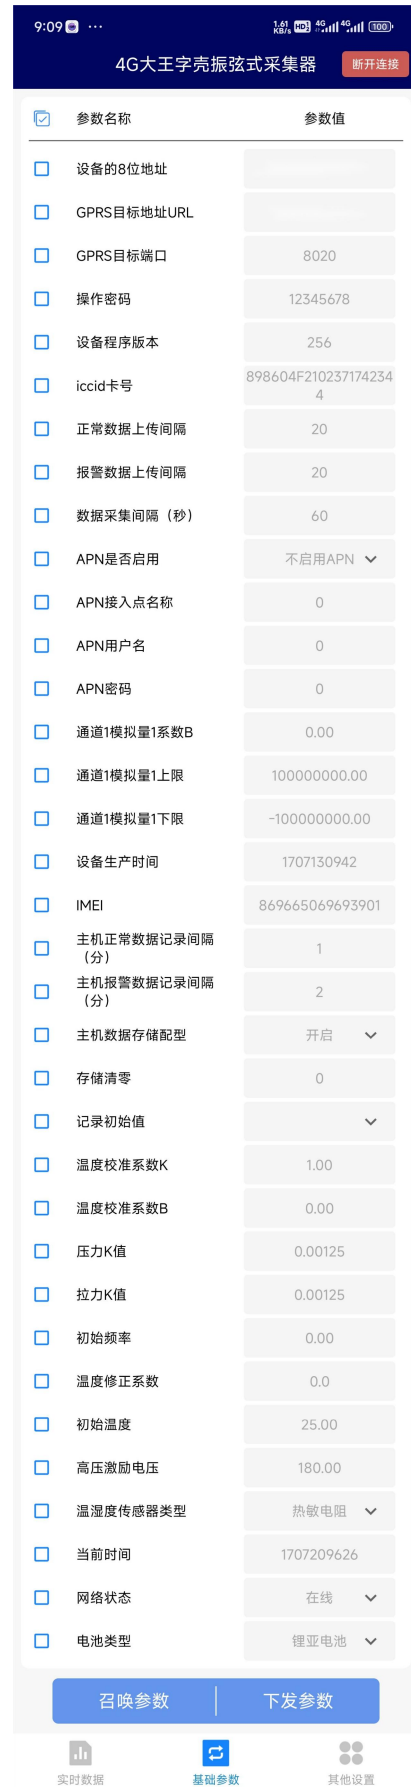 9:09 ... 1.61 KB/s HD 4G 4G 100
4G大王字壳振弦式采集器 断开连接
参数名称 参数值
设备的8位地址
GPRS目标地址URL
GPRS目标端口 8020
操作密码 12345678
设备程序版本 256
iccid卡号 898604F210237174234
4
正常数据上传间隔 20
报警数据上传间隔 20
数据采集间隔（秒） 60
APN是否启用 不启用APN
APN接入点名称 0
APN用户名 0
APN密码 0
通道1模拟量1系数B 0.00
通道1模拟量1上限 100000000.00
通道1模拟量1下限 -100000000.00
设备生产时间 1707130942
IMEI 869665069693901
主机正常数据记录间隔
（分） 1
主机报警数据记录间隔
（分） 2
主机数据存储配型 开启
存储清零 0
记录初始值
温度校准系数K 1.00
温度校准系数B 0.00
压力K值 0.00125
拉力K值 0.00125
初始频率 0.00
温度修正系数 0.0
初始温度 25.00
高压激励电压 180.00
温湿度传感器类型 热敏电阻
当前时间 1707209626
网络状态 在线
电池类型 锂亚电池
召唤参数 下发参数
实时数据 基础参数 其他设置